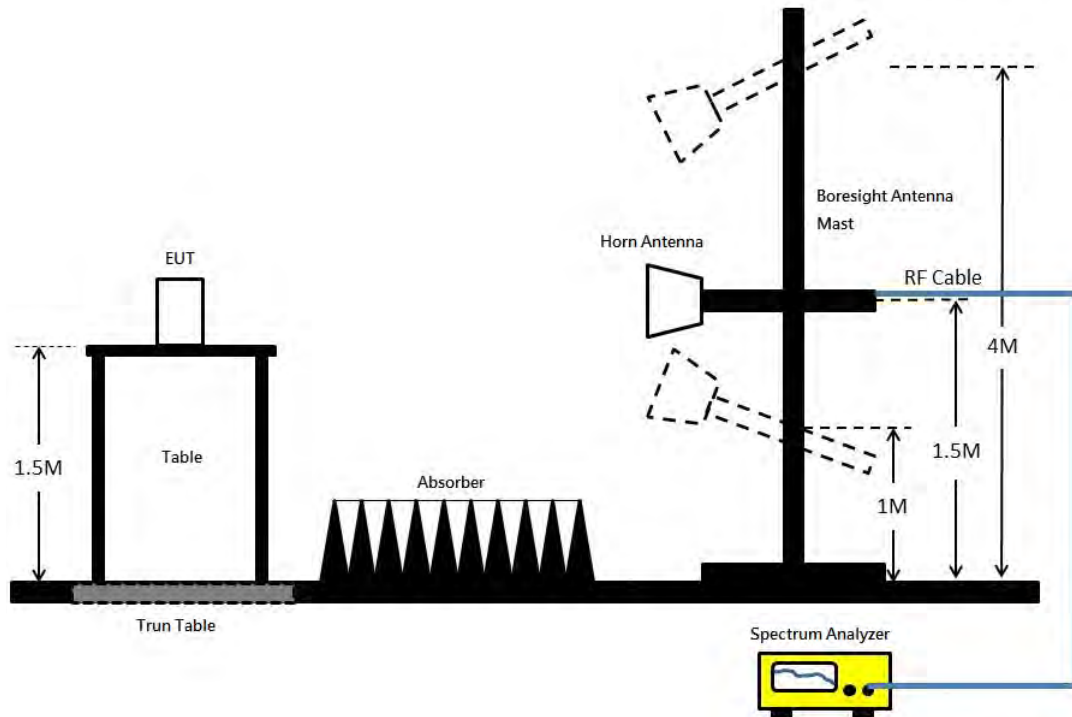 Boresight Antenna
Mast
Horn Antenna
EUT
RF Cable
4M
1.5M
1.5M
Table
Absorber
1M
Trun Table
Spectrum Analyzer